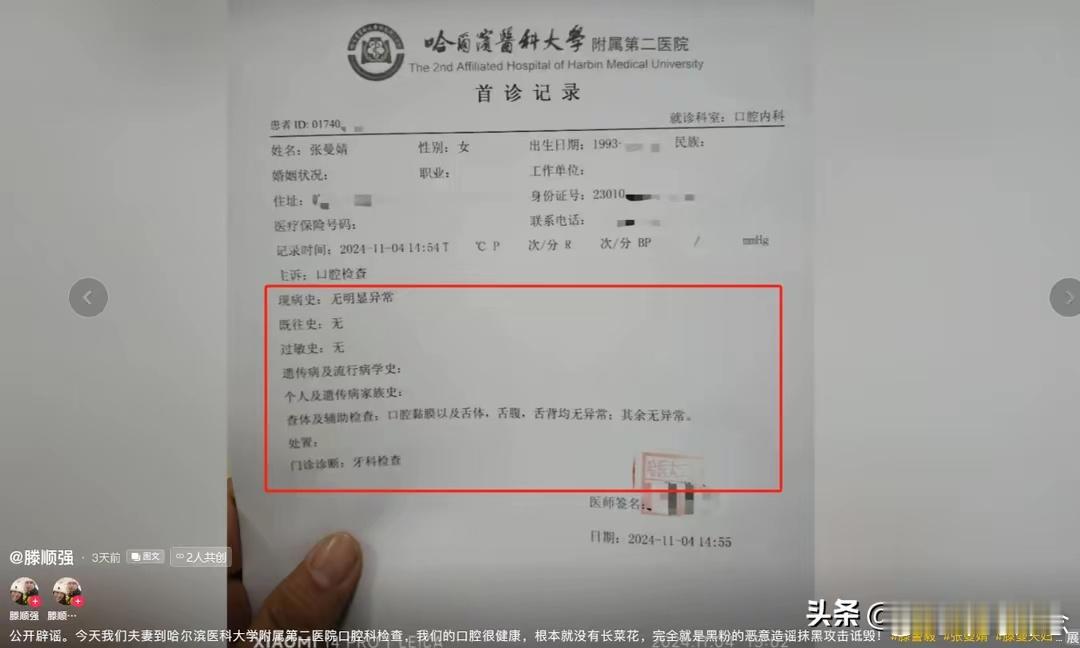 哈爾濱醫科大學 附属第二医院
The 2nd Affiliated Hospital of Harbin Medical University
首诊记录
患者ID: 01740
就诊科室：口腔内科
姓名：张曼婧 性别：女 出生日期：1993- 民族：
婚姻状况： 职业： 工作单位：
住址： 身份证号：23010
医疗保险号码： 联系电话：
记录时间：2024-11-04 14:54 T ℃ P 次/分 R 次/分 BP / mmHg
主诉：口腔检查
现病史：无明显异常
既往史：无
过敏史：无
遗传病及流行病学史：
个人及遗传病家族史：
查体及辅助检查：口腔黏膜以及舌体，舌腹，舌背均无异常；其余无异常。
处置：
门诊诊断：牙科检查
医师签名：
日期：2024-11-04 14:55
@滕顺强 · 3天前 图文 2人共创
滕顺强 滕顺…
头条 @
公开辟谣。今天我们夫妻到哈尔滨医科大学附属第二医院口腔科检查，我们的口腔很健康，根本就没有长菜花，完全就是黑粉的恶意造谣抹黑攻击诋毁！
展